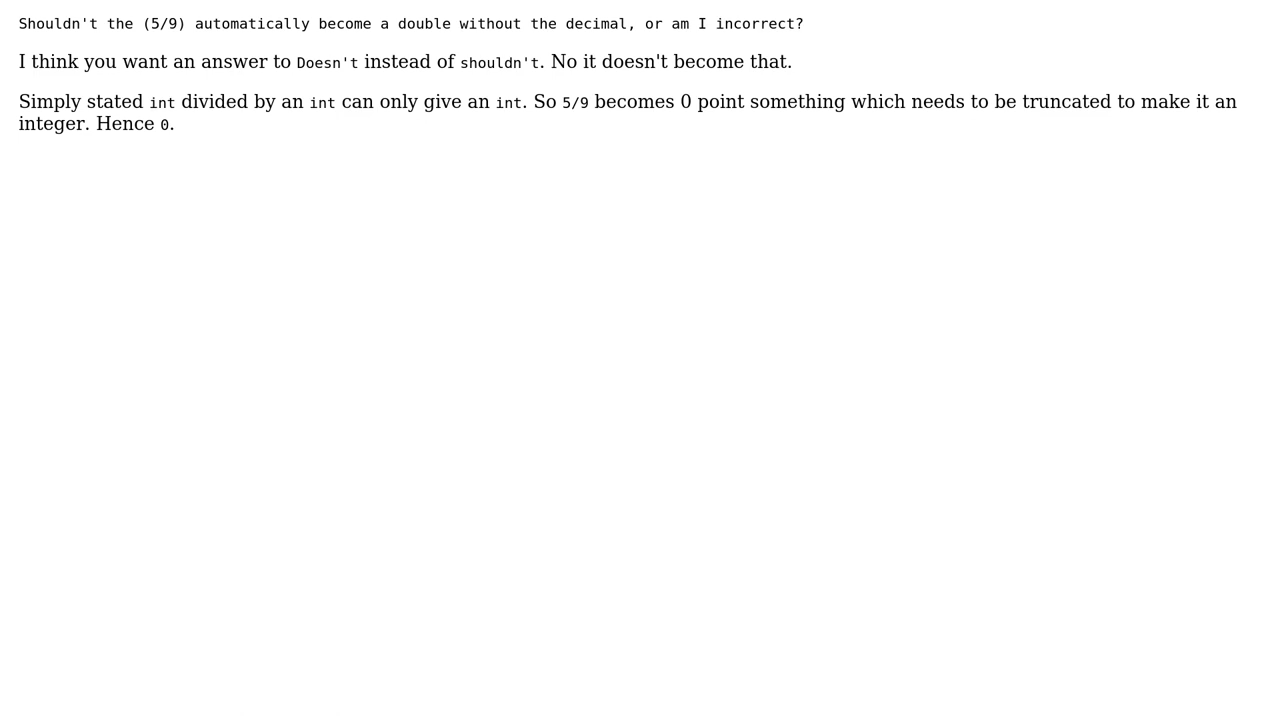 Shouldn't the (5/9) automatically become a double without the decimal, or am I incorrect?
I think you want an answer to Doesn't instead of shouldn't. No it doesn't become that.
Simply stated int divided by an int can only give an int. So 5/9 becomes 0 point something which needs to be truncated to make it an
integer. Hence 0.